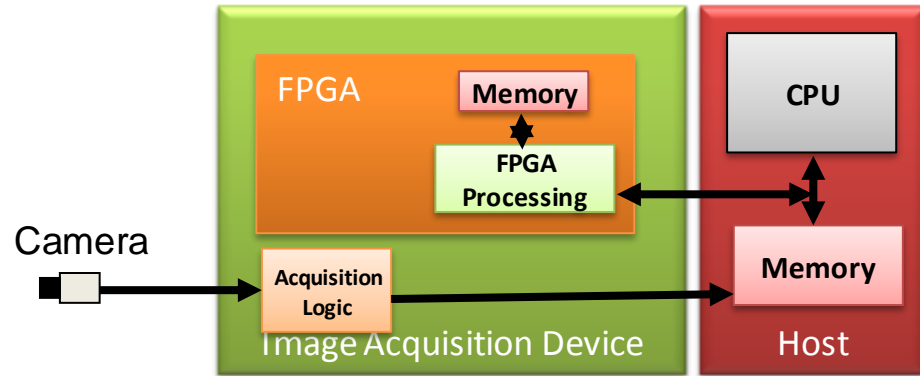 FPGA
Memory
CPU
FPGA
Processing
Camera
Acquisition
Logic
Memory
Image Acquisition Device
Host